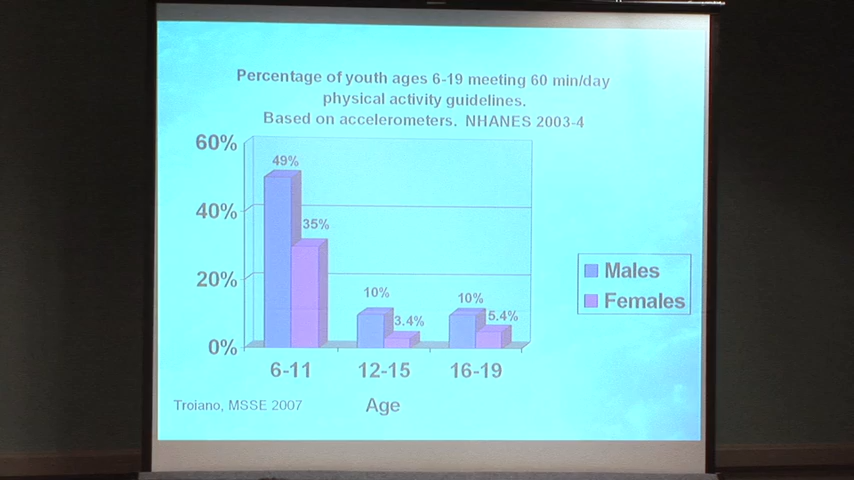 Percentage of youth ages 6-19 meeting 60 min/day
physical activity guidelines.
Based on accelerometers. NHANES 2003-4
60%
49%
40%
35%
20%
10%
3.4%
10%
5.4%
0%
6-11
12-15
16-19
Age
Males
Females
Troiano, MSSE 2007